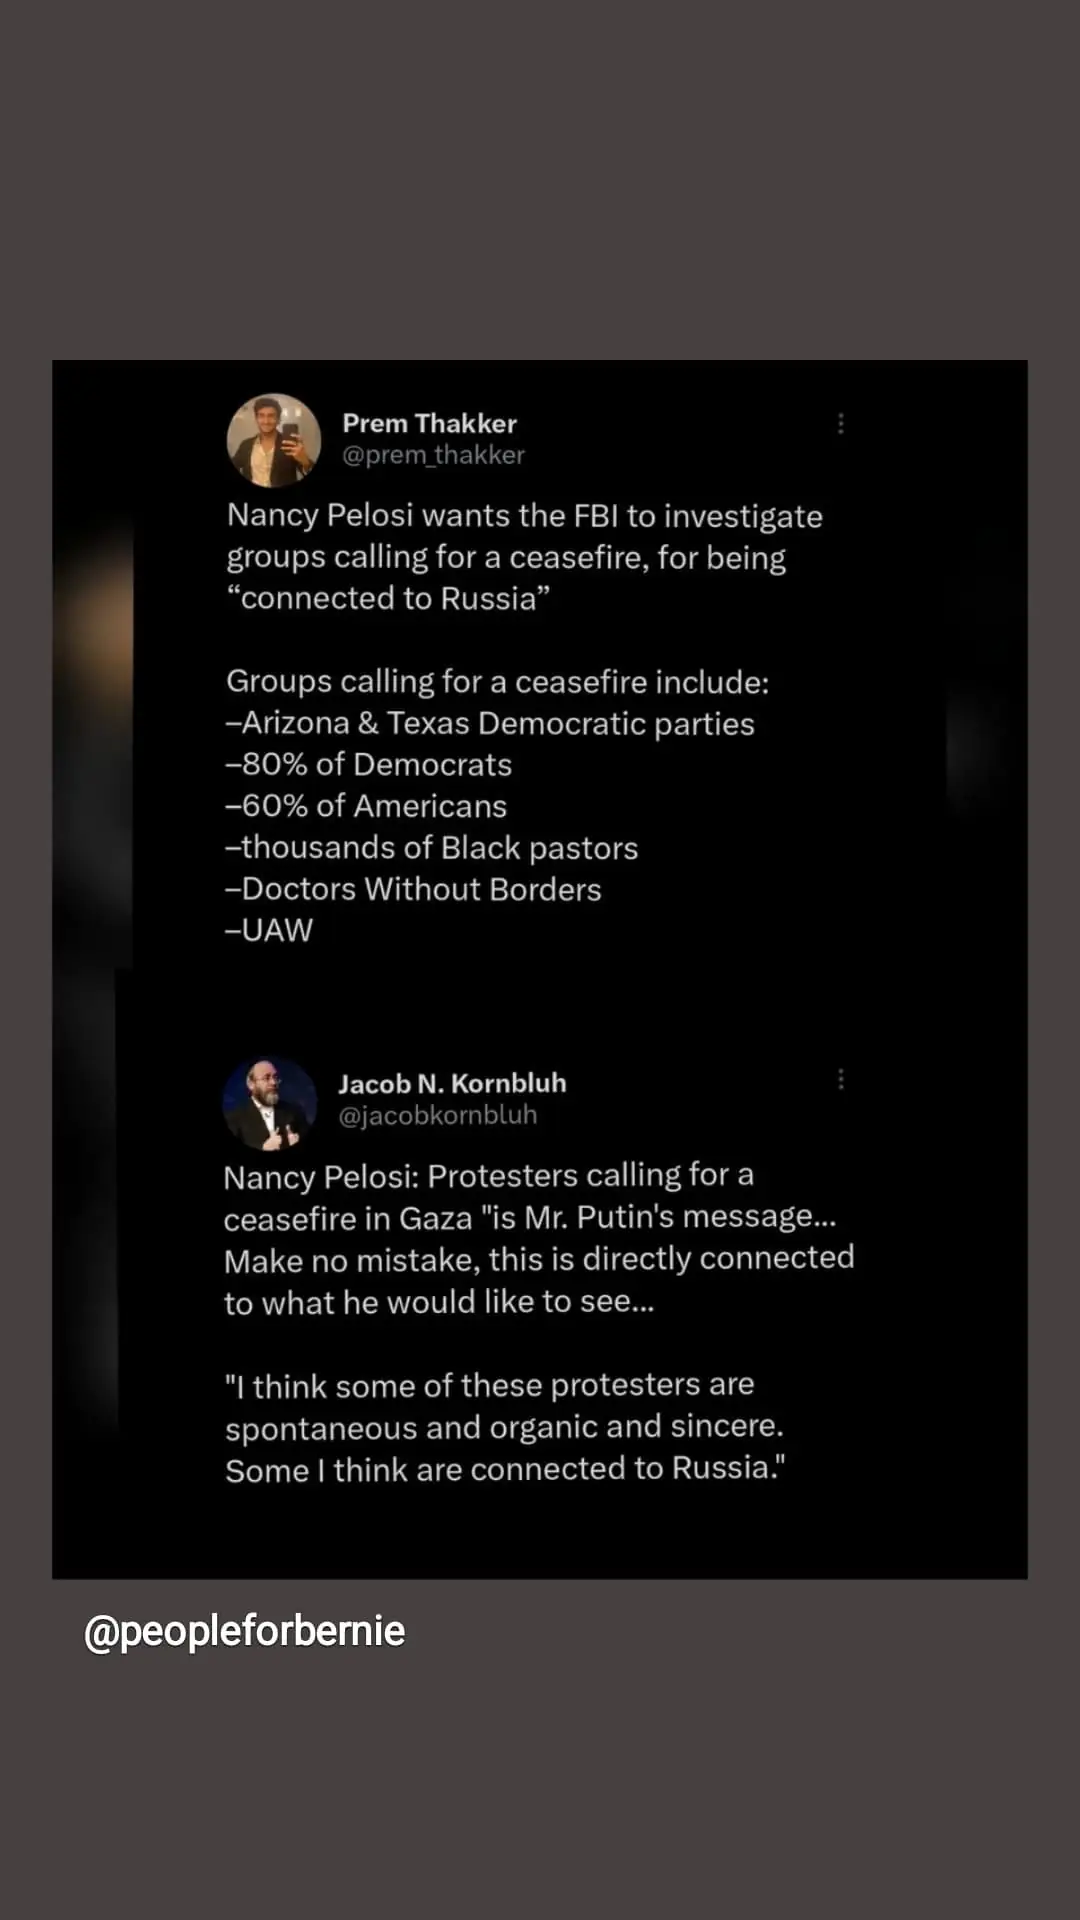 Prem Thakker
@prem_thakker
Nancy Pelosi wants the FBI to investigate
groups calling for a ceasefire, for being
“connected to Russia”
Groups calling for a ceasefire include:
–Arizona & Texas Democratic parties
–80% of Democrats
–60% of Americans
–thousands of Black pastors
–Doctors Without Borders
–UAW
Jacob N. Kornbluh
@jacobkornbluh
Nancy Pelosi: Protesters calling for a
ceasefire in Gaza "is Mr. Putin's message...
Make no mistake, this is directly connected
to what he would like to see...
"I think some of these protesters are
spontaneous and organic and sincere.
Some I think are connected to Russia."
@peopleforbernie